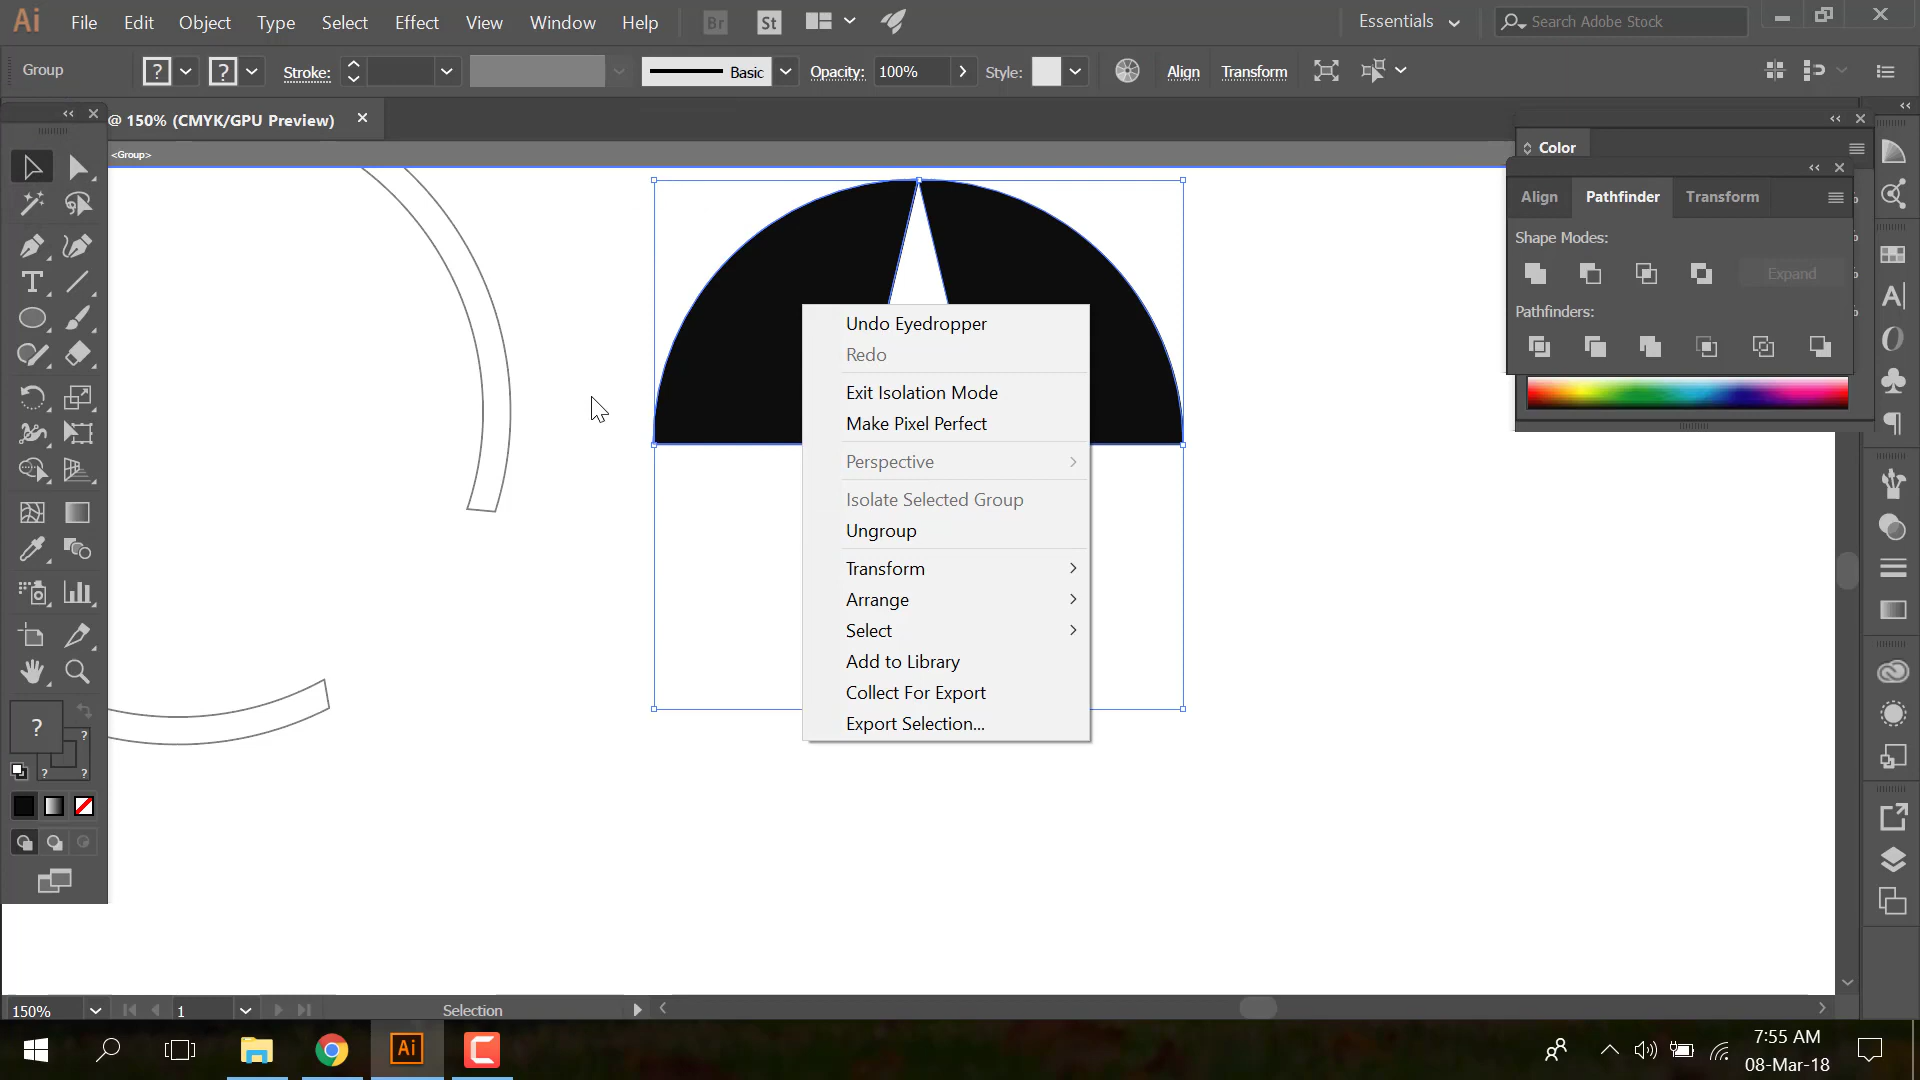 Ai File Edit Object Type Select Effect View Window Help Br St Essentials Search Adobe Stock
Group ? ? Stroke: Basic Opacity: 100% Style: Align Transform
@ 150% (CMYK/GPU Preview)
<Group>
Color
Align Pathfinder Transform
Shape Modes:
Expand
Pathfinders:
Undo Eyedropper
Redo
Exit Isolation Mode
Make Pixel Perfect
Perspective
Isolate Selected Group
Ungroup
Transform
Arrange
Select
Add to Library
Collect For Export
Export Selection...
?
?
? ?
150% 1 Selection
Ai
7:55 AM
08-Mar-18